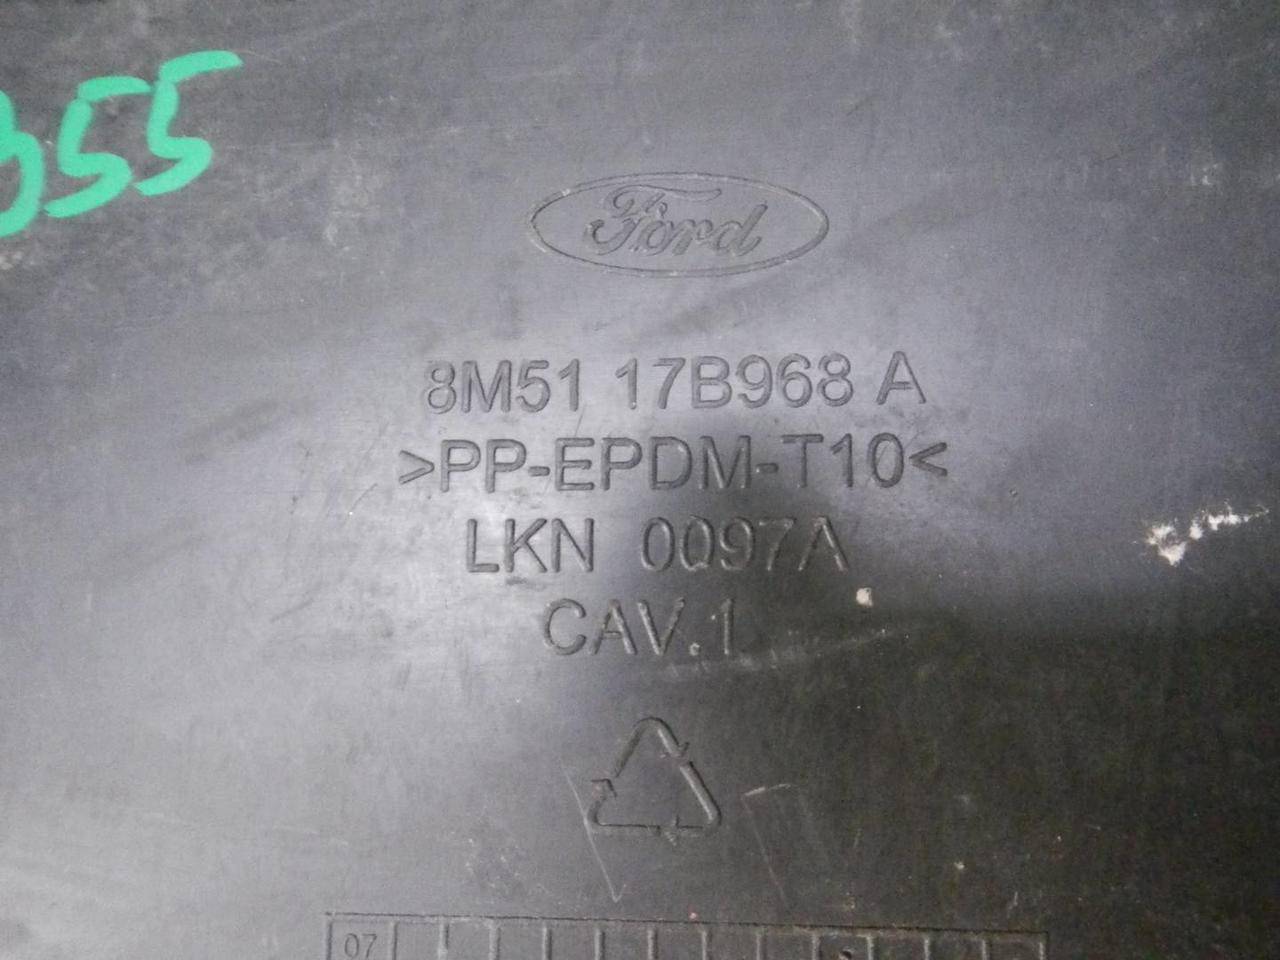 355
Ford
8M51 17B968 A
>PP-EPDM-T10<
LKN 0097A
CAV.1
07